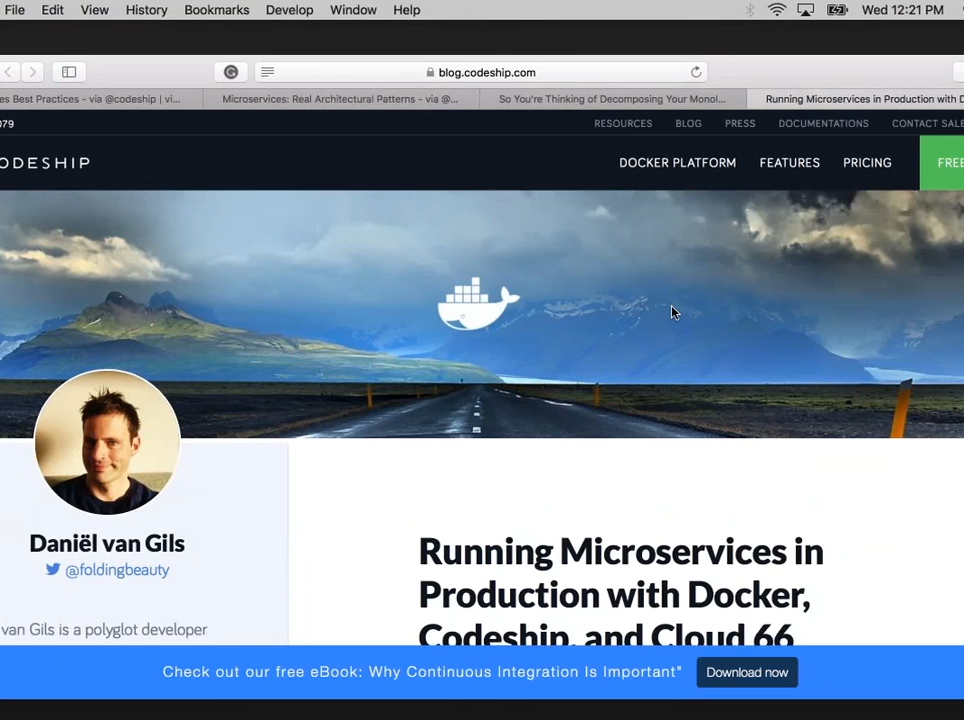 File Edit View History Bookmarks Develop Window Help Wed 12:21 PM
blog.codeship.com
es Best Practices - via @codeship | vi... Microservices: Real Architectural Patterns - via @... So You're Thinking of Decomposing Your Monol... Running Microservices in Production with D
079 RESOURCES BLOG PRESS DOCUMENTATIONS CONTACT SALE
ODESHIP DOCKER PLATFORM FEATURES PRICING FREE
Daniël van Gils
@foldingbeauty
van Gils is a polyglot developer
Running Microservices in
Production with Docker,
Codeship, and Cloud 66
Check out our free eBook: Why Continuous Integration Is Important" Download now